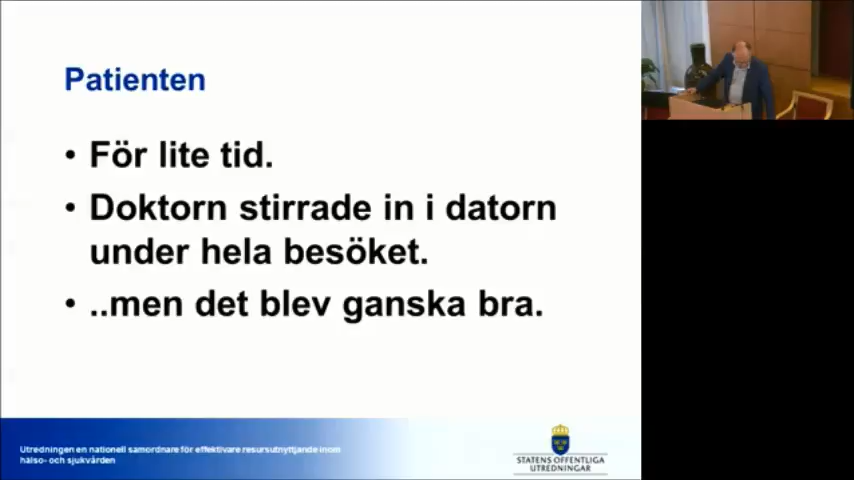 Patienten
• För lite tid.
• Doktorn stirrade in i datorn
under hela besöket.
• ..men det blev ganska bra.
Utredningen en nationell samordnare för effektivare resursutnyttjande inom
hälso- och sjukvården
STATENS OFFENTLIGA
UTREDNINGAR